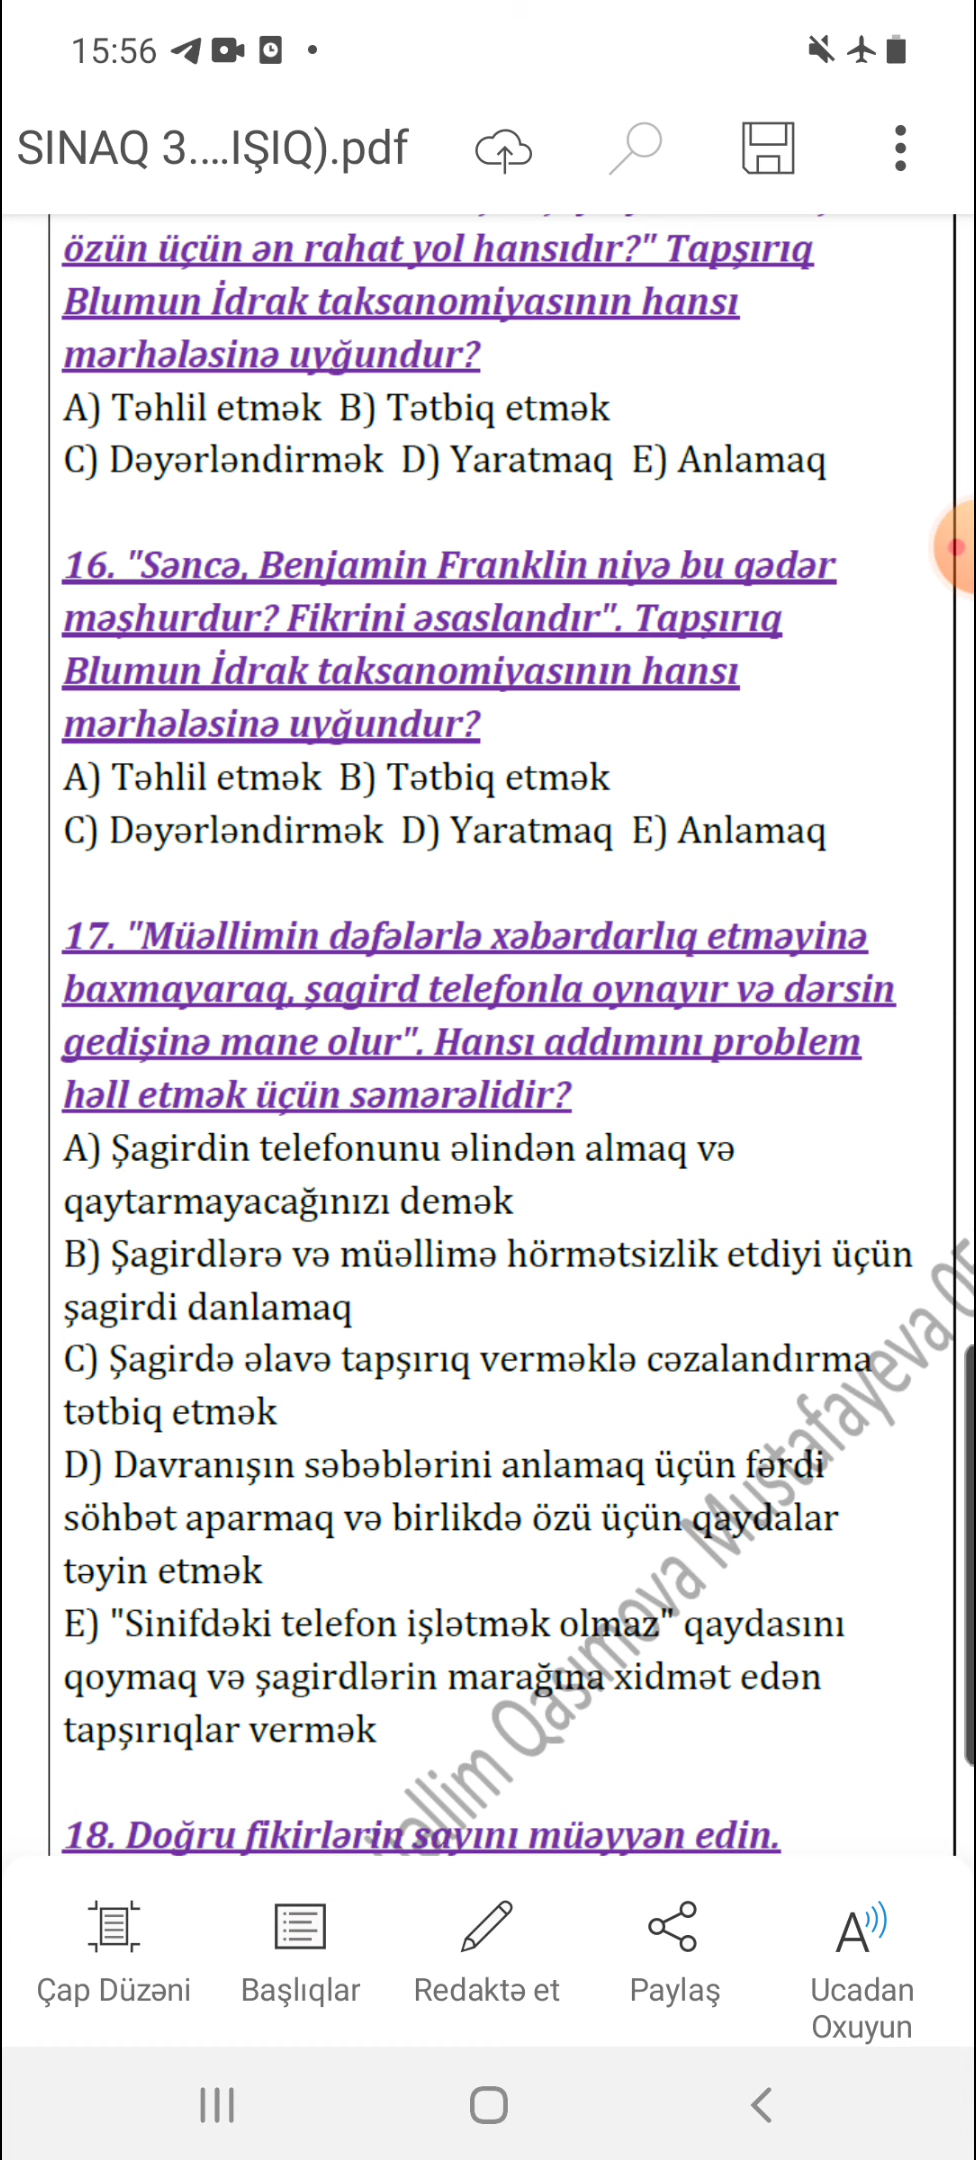 15:56
SINAQ 3....IŞIQ).pdf
özün üçün ən rahat yol hansıdır?" Tapşırıq
Blumun İdrak taksanomiyasının hansı
mərhələsinə uyğundur?
A) Təhlil etmək B) Tətbiq etmək
C) Dəyərləndirmək D) Yaratmaq E) Anlamaq
16. "Səncə, Benjamin Franklin niyə bu qədər
məşhurdur? Fikrini əsaslandır". Tapşırıq
Blumun İdrak taksanomiyasının hansı
mərhələsinə uyğundur?
A) Təhlil etmək B) Tətbiq etmək
C) Dəyərləndirmək D) Yaratmaq E) Anlamaq
17. "Müəllimin dəfələrlə xəbərdarlıq etməyinə
baxmayaraq, şagird telefonla oynayır və dərsin
gedişinə mane olur". Hansı addımını problem
həll etmək üçün səmərəlidir?
A) Şagirdin telefonunu əlindən almaq və
qaytarmayacağınızı demək
B) Şagirdlərə və müəllimə hörmətsizlik etdiyi üçün
şagirdi danlamaq
C) Şagirdə əlavə tapşırıq verməklə cəzalandırma
tətbiq etmək
D) Davranışın səbəblərini anlamaq üçün fərdi
söhbət aparmaq və birlikdə özü üçün qaydalar
təyin etmək
E) "Sinifdəki telefon işlətmək olmaz" qaydasını
qoymaq və şagirdlərin marağına xidmət edən
tapşırıqlar vermək
Qasımova Mustafayeva
18. Doğru fikirlərin sayını müəyyən edin.
Çap Düzəni
Başlıqlar
Redaktə et
Paylaş
Ucadan
Oxuyun